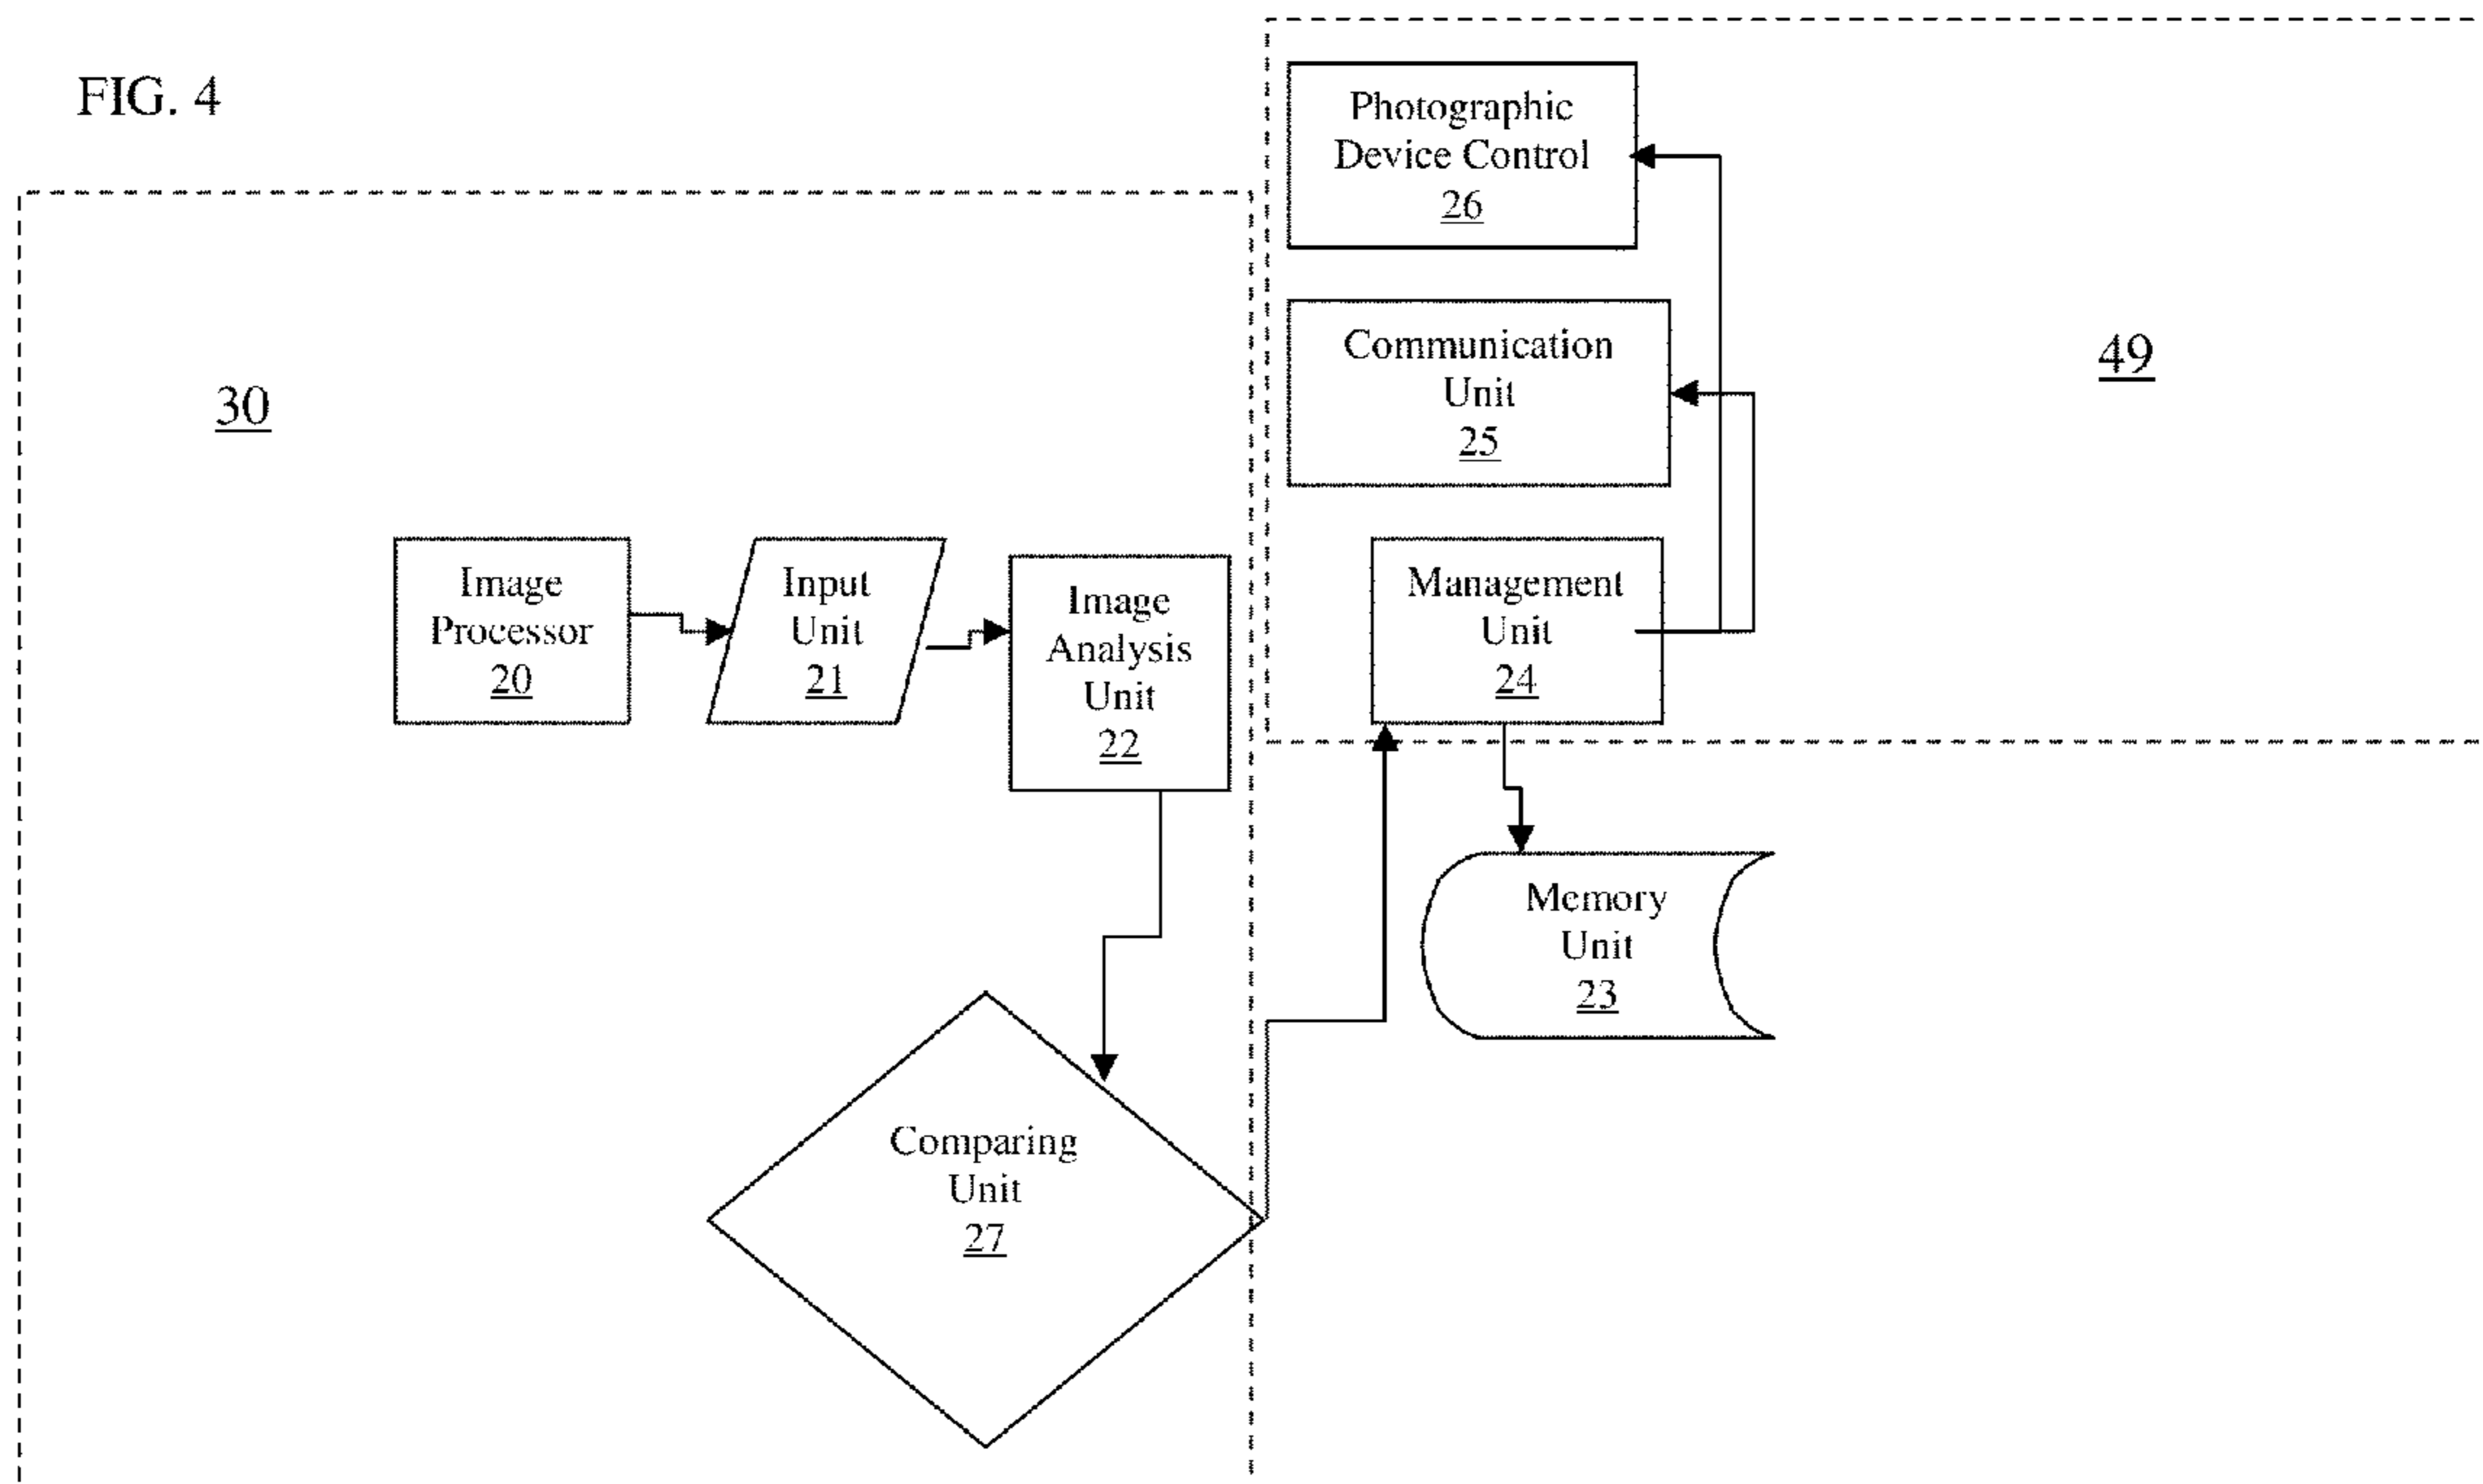 FIG. 4
Photographic
Device Control
26
Communication
Unit
25
49
30
Image
Processor
20
Input
Unit
21
Image
Analysis
Unit
22
Management
Unit
24
Memory
Unit
23
Comparing
Unit
27